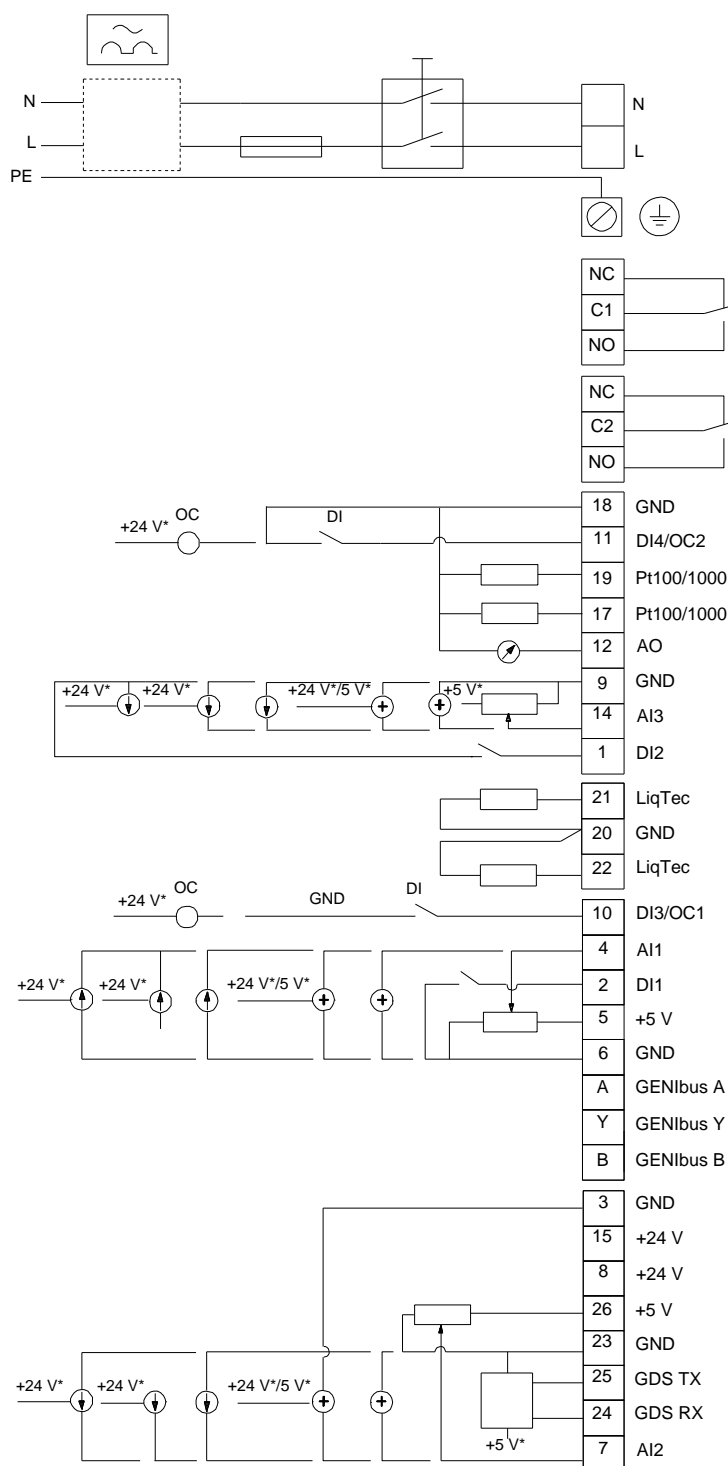 N N
L L
PE
NC
C1
NO
NC
C2
NO
18 GND
+24 V* OC DI 11 DI4/OC2
19 Pt100/1000
17 Pt100/1000
12 AO
9 GND
+24 V* +24 V* +24 V*/5 V* +5 V*
14 AI3
1 DI2
21 LiqTec
20 GND
22 LiqTec
+24 V* OC GND DI 10 DI3/OC1
4 AI1
+24 V* +24 V* +24 V*/5 V* 2 DI1
5 +5 V
6 GND
A GENIbus A
Y GENIbus Y
B GENIbus B
3 GND
15 +24 V
8 +24 V
26 +5 V
23 GND
+24 V* +24 V* +24 V*/5 V* 25 GDS TX
24 GDS RX
+5 V* 7 AI2